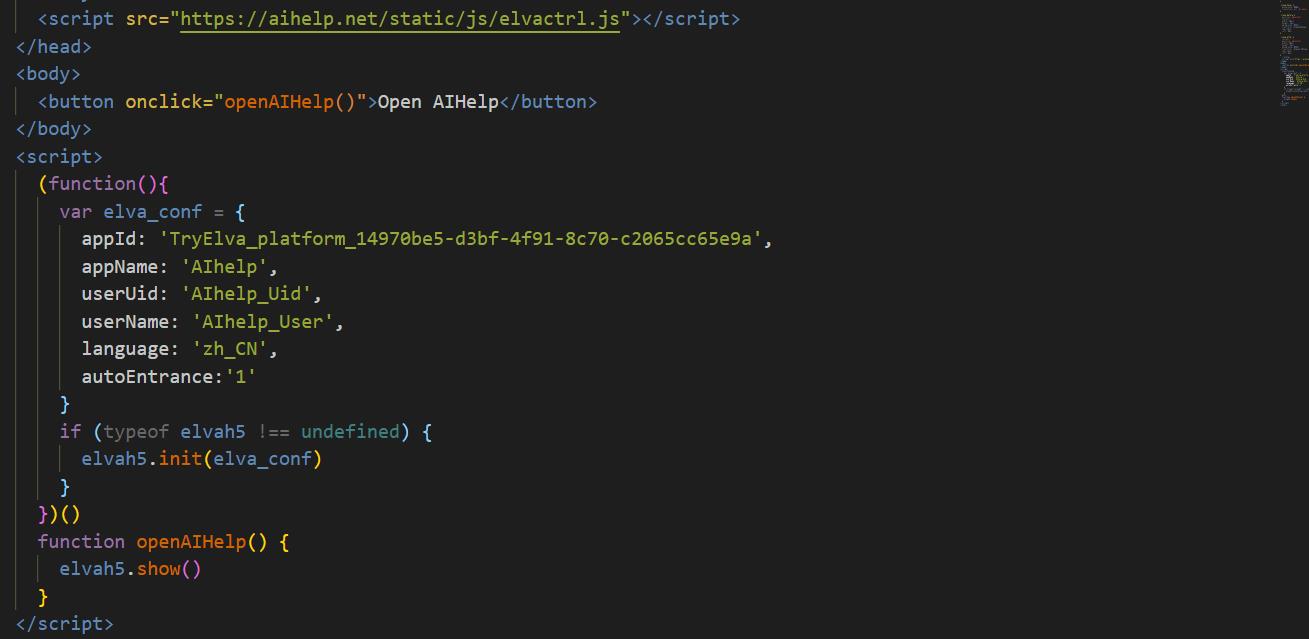 <script src="https://aihelp.net/static/js/elvactrl.js"></script>
</head>
<body>
<button onclick="openAIHelp()">Open AIHelp</button>
</body>
<script>
(function(){
var elva_conf = {
appId: 'TryElva_platform_14970be5-d3bf-4f91-8c70-c2065cc65e9a',
appName: 'AIhelp',
userUid: 'AIhelp_Uid',
userName: 'AIhelp_User',
language: 'zh_CN',
autoEntrance:'1'
}
if (typeof elvah5 !== undefined) {
elvah5.init(elva_conf)
}
})()
function openAIHelp() {
elvah5.show()
}
</script>